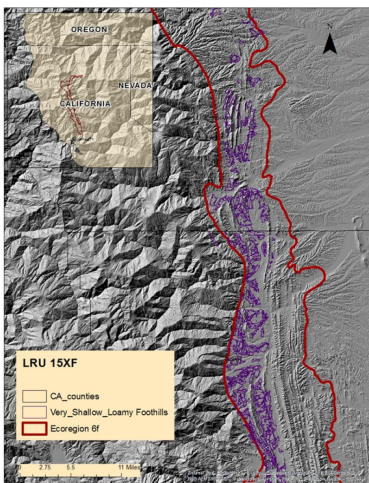 OREGON
NEVADA
CALIFORNIA
N
LRU 15XF
CA_counties
Very_Shallow_Loamy Foothills
Ecoregion 6f
0 2.75 5.5 11 Miles